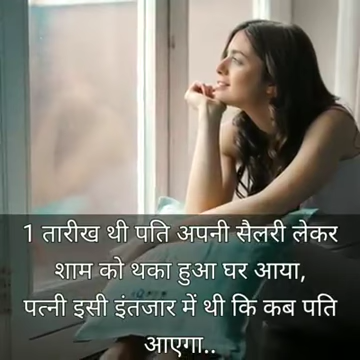 1 तारीख थी पति अपनी सैलरी लेकर
शाम को थका हुआ घर आया,
पत्नी इसी इंतजार में थी कि कब पति
आएगा..